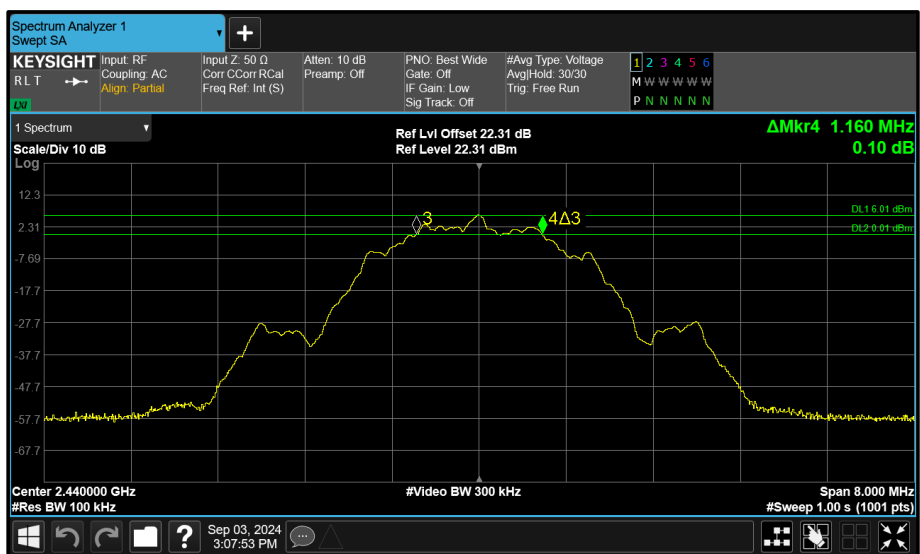 Spectrum Analyzer 1
Swept SA
+
KEYSIGHT
R L T
LXI
Input: RF
Coupling: AC
Align: Partial
Input Z: 50 Ω
Corr CCorr RCal
Freq Ref: Int (S)
Atten: 10 dB
Preamp: Off
PNO: Best Wide
Gate: Off
IF Gain: Low
Sig Track: Off
#Avg Type: Voltage
Avg|Hold: 30/30
Trig: Free Run
1 2 3 4 5 6
M W W W W W
P N N N N N
1 Spectrum
Scale/Div 10 dB
Log
Ref Lvl Offset 22.31 dB
Ref Level 22.31 dBm
ΔMkr4 1.160 MHz
0.10 dB
12.3
2.31
-7.69
-17.7
-27.7
-37.7
-47.7
-57.7
-67.7
3
4Δ3
DL1 6.01 dBm
DL2 0.01 dBm
Center 2.440000 GHz
#Res BW 100 kHz
#Video BW 300 kHz
Span 8.000 MHz
#Sweep 1.00 s (1001 pts)
?
Sep 03, 2024
3:07:53 PM